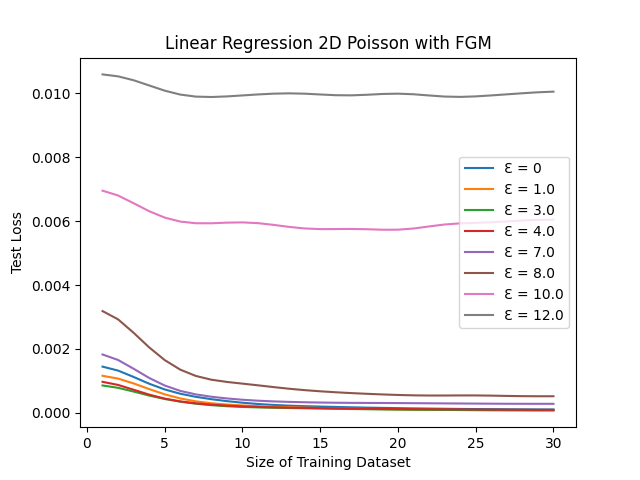 Linear Regression 2D Poisson with FGM
Test Loss
0.010
0.008
0.006
0.004
0.002
0.000
Ɛ = 0
Ɛ = 1.0
Ɛ = 3.0
Ɛ = 4.0
Ɛ = 7.0
Ɛ = 8.0
Ɛ = 10.0
Ɛ = 12.0
0 5 10 15 20 25 30
Size of Training Dataset